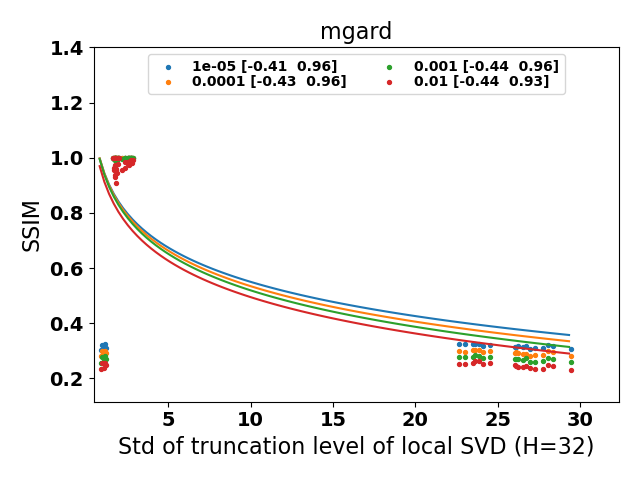 mgard
1e-05 [-0.41  0.96]
0.0001 [-0.43  0.96]
0.001 [-0.44  0.96]
0.01 [-0.44  0.93]
SSIM
1.4
1.2
1.0
0.8
0.6
0.4
0.2
5 10 15 20 25 30
Std of truncation level of local SVD (H=32)